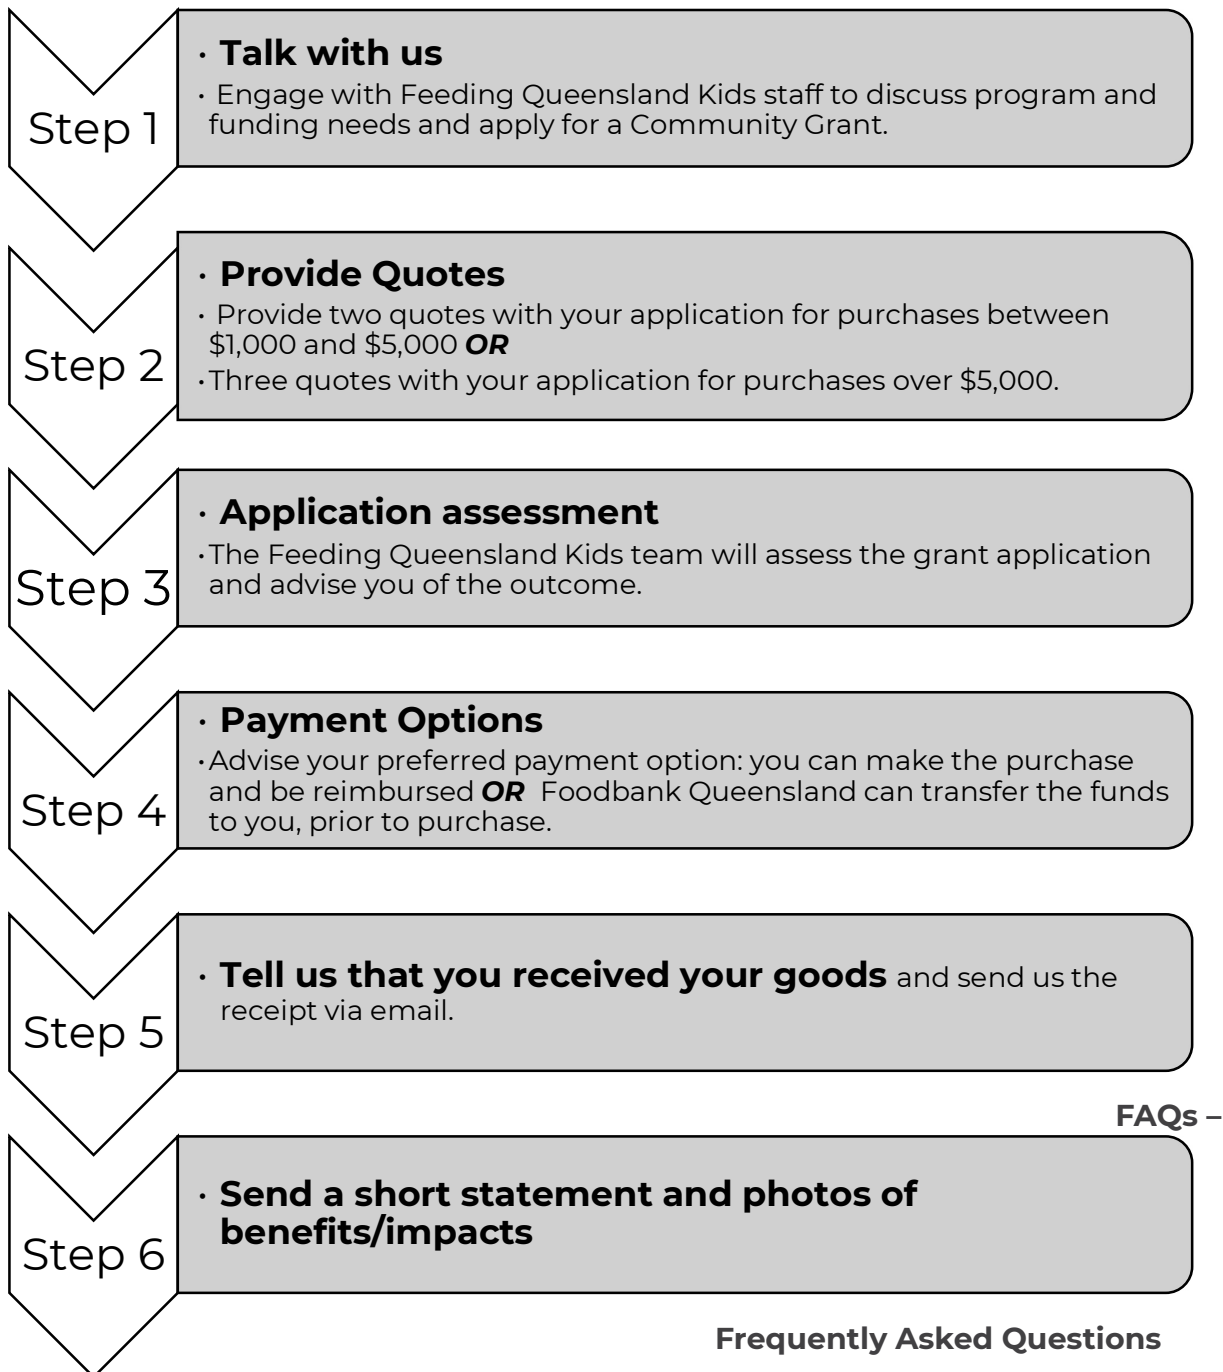 Step 1
· Talk with us
· Engage with Feeding Queensland Kids staff to discuss program and
funding needs and apply for a Community Grant.
Step 2
· Provide Quotes
· Provide two quotes with your application for purchases between
$1,000 and $5,000 OR
· Three quotes with your application for purchases over $5,000.
Step 3
· Application assessment
· The Feeding Queensland Kids team will assess the grant application
and advise you of the outcome.
Step 4
· Payment Options
· Advise your preferred payment option: you can make the purchase
and be reimbursed OR Foodbank Queensland can transfer the funds
to you, prior to purchase.
Step 5
· Tell us that you received your goods and send us the
receipt via email.
FAQs –
Step 6
· Send a short statement and photos of
benefits/impacts
Frequently Asked Questions